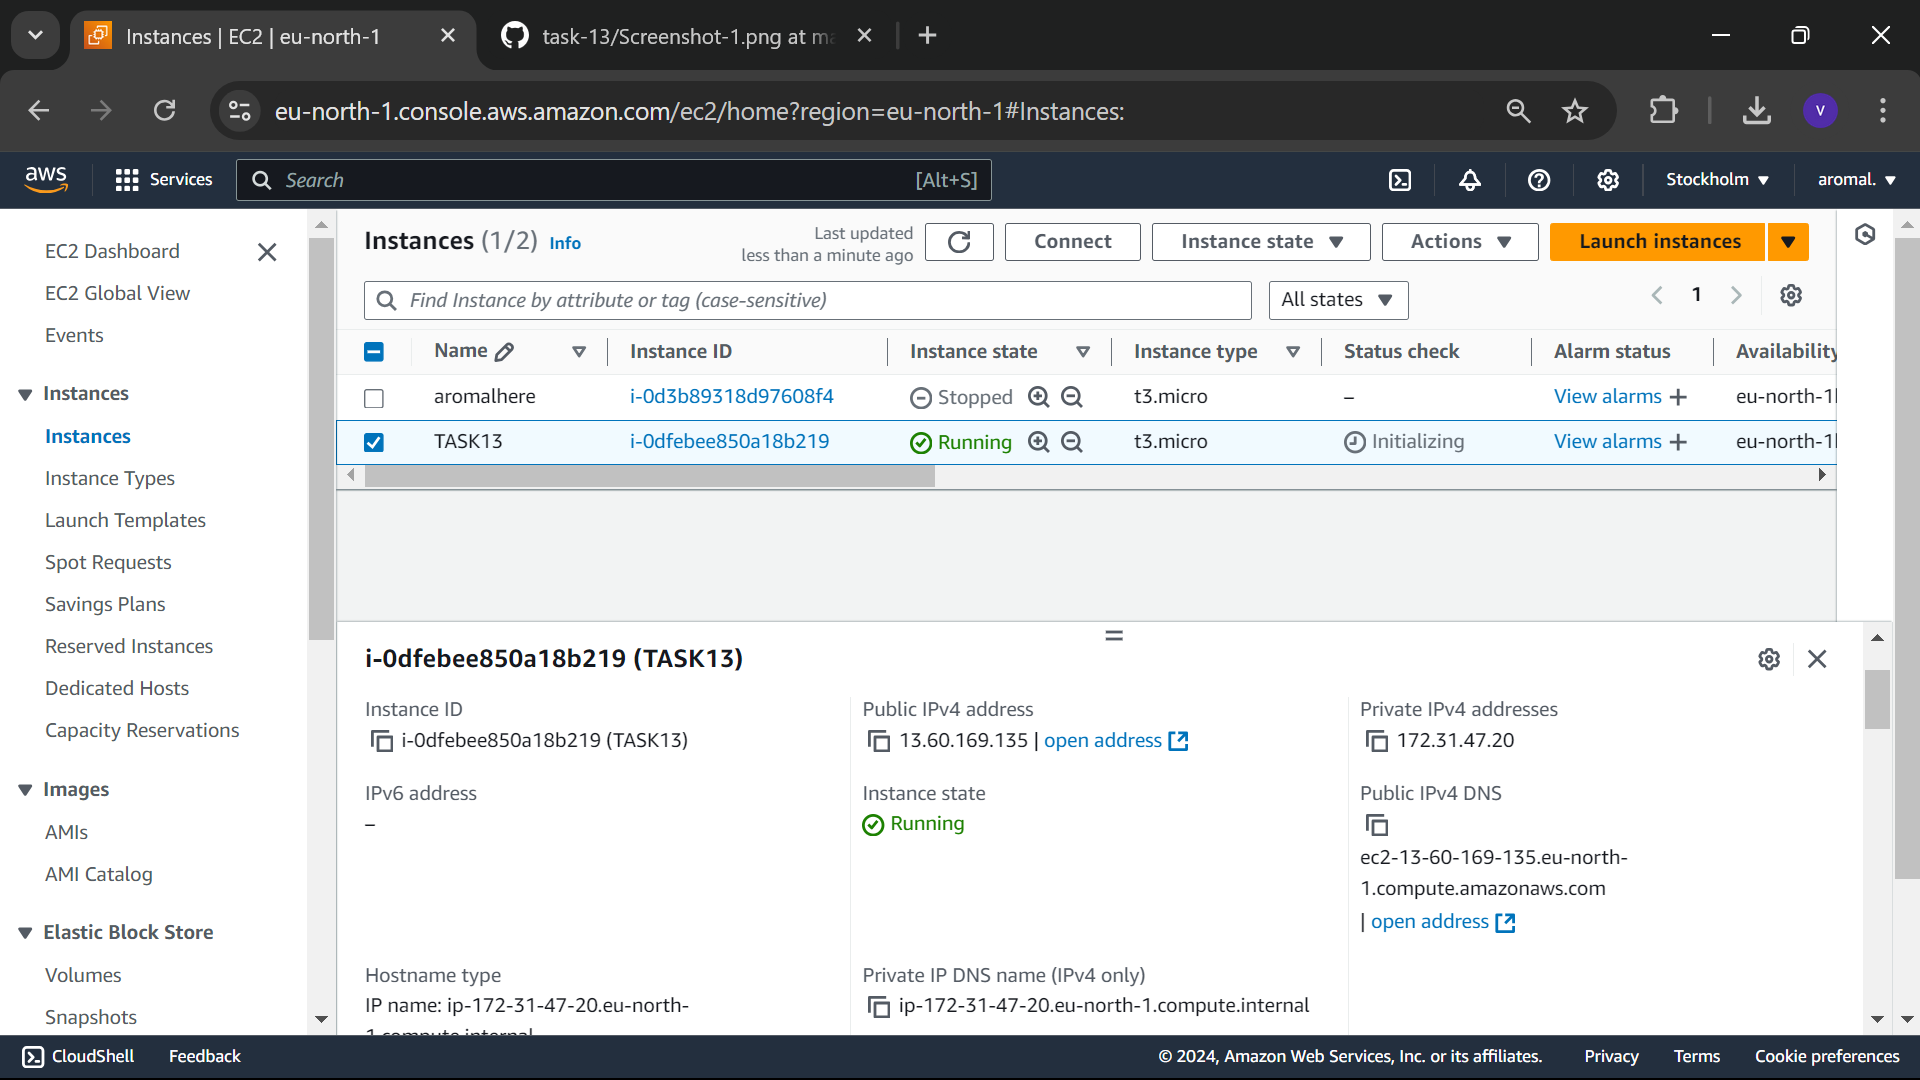 Instances | EC2 | eu-north-1
task-13/Screenshot-1.png at ma
eu-north-1.console.aws.amazon.com/ec2/home?region=eu-north-1#Instances:
V
aws
Services
Search
[Alt+S]
Stockholm
aromal.
EC2 Dashboard
EC2 Global View
Events
Instances
Instances
Instance Types
Launch Templates
Spot Requests
Savings Plans
Reserved Instances
Dedicated Hosts
Capacity Reservations
Images
AMIs
AMI Catalog
Elastic Block Store
Volumes
Snapshots
Instances (1/2) Info
Last updated
less than a minute ago
Connect
Instance state
Actions
Launch instances
Find Instance by attribute or tag (case-sensitive)
All states
1
Name Instance ID Instance state Instance type Status check Alarm status Availability
aromalhere i-0d3b89318d97608f4 Stopped t3.micro – View alarms + eu-north-1
TASK13 i-0dfebee850a18b219 Running t3.micro Initializing View alarms + eu-north-1
i-0dfebee850a18b219 (TASK13)
Instance ID
i-0dfebee850a18b219 (TASK13)
Public IPv4 address
13.60.169.135 | open address
Private IPv4 addresses
172.31.47.20
IPv6 address
–
Instance state
Running
Public IPv4 DNS
ec2-13-60-169-135.eu-north-
1.compute.amazonaws.com
| open address
Hostname type
IP name: ip-172-31-47-20.eu-north-
1.compute.internal
Private IP DNS name (IPv4 only)
ip-172-31-47-20.eu-north-1.compute.internal
CloudShell
Feedback
© 2024, Amazon Web Services, Inc. or its affiliates.
Privacy
Terms
Cookie preferences